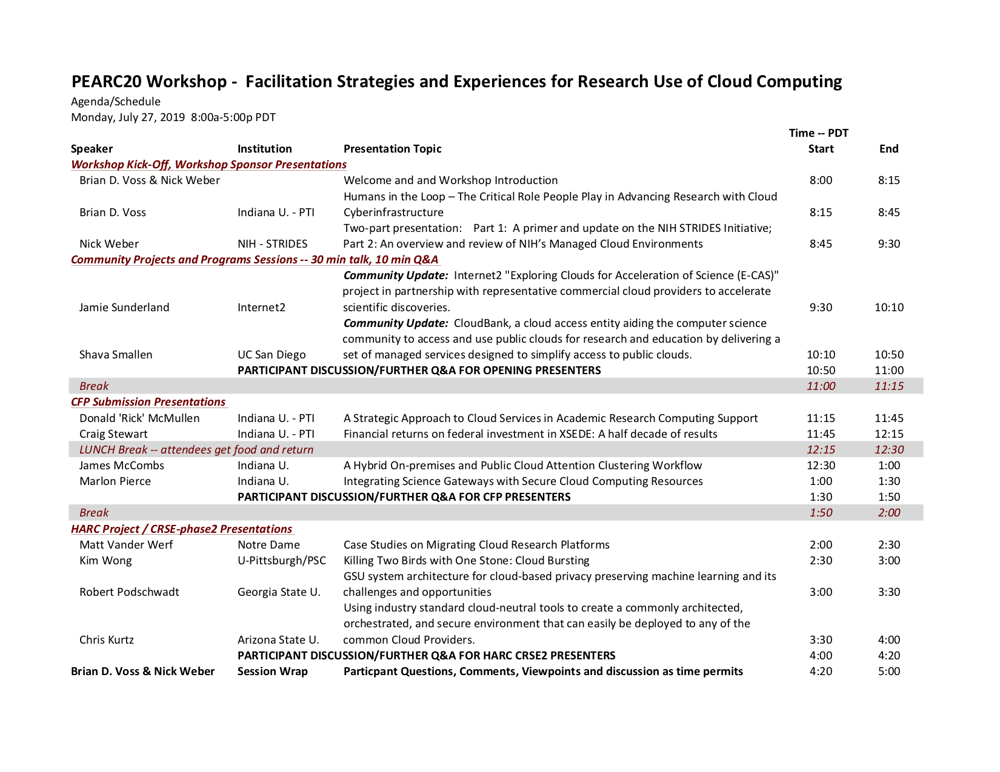 PEARC20 Workshop -  Facilitation Strategies and Experiences for Research Use of Cloud Computing
Agenda/Schedule
Monday, July 27, 2019  8:00a-5:00p PDT
Time -- PDT
Speaker Institution Presentation Topic Start End
Workshop Kick-Off, Workshop Sponsor Presentations
Brian D. Voss & Nick Weber Welcome and and Workshop Introduction 8:00 8:15
Humans in the Loop – The Critical Role People Play in Advancing Research with Cloud
Brian D. Voss Indiana U. - PTI Cyberinfrastructure 8:15 8:45
Two-part presentation:    Part 1:  A primer and update on the NIH STRIDES Initiative;
Nick Weber NIH - STRIDES Part 2: An overview and review of NIH’s Managed Cloud Environments 8:45 9:30
Community Projects and Programs Sessions -- 30 min talk, 10 min Q&A
Community Update:  Internet2 "Exploring Clouds for Acceleration of Science (E-CAS)"
project in partnership with representative commercial cloud providers to accelerate
Jamie Sunderland Internet2 scientific discoveries. 9:30 10:10
Community Update:  CloudBank, a cloud access entity aiding the computer science
community to access and use public clouds for research and education by delivering a
Shava Smallen UC San Diego set of managed services designed to simplify access to public clouds. 10:10 10:50
PARTICIPANT DISCUSSION/FURTHER Q&A FOR OPENING PRESENTERS 10:50 11:00
Break 11:00 11:15
CFP Submission Presentations
Donald 'Rick' McMullen Indiana U. - PTI A Strategic Approach to Cloud Services in Academic Research Computing Support 11:15 11:45
Craig Stewart Indiana U. - PTI Financial returns on federal investment in XSEDE: A half decade of results 11:45 12:15
LUNCH Break -- attendees get food and return 12:15 12:30
James McCombs Indiana U. A Hybrid On-premises and Public Cloud Attention Clustering Workflow 12:30 1:00
Marlon Pierce Indiana U. Integrating Science Gateways with Secure Cloud Computing Resources 1:00 1:30
PARTICIPANT DISCUSSION/FURTHER Q&A FOR CFP PRESENTERS 1:30 1:50
Break 1:50 2:00
HARC Project / CRSE-phase2 Presentations
Matt Vander Werf Notre Dame Case Studies on Migrating Cloud Research Platforms 2:00 2:30
Kim Wong U-Pittsburgh/PSC Killing Two Birds with One Stone: Cloud Bursting 2:30 3:00
GSU system architecture for cloud-based privacy preserving machine learning and its
Robert Podschwadt Georgia State U. challenges and opportunities 3:00 3:30
Using industry standard cloud-neutral tools to create a commonly architected,
orchestrated, and secure environment that can easily be deployed to any of the
Chris Kurtz Arizona State U. common Cloud Providers. 3:30 4:00
PARTICIPANT DISCUSSION/FURTHER Q&A FOR HARC CRSE2 PRESENTERS 4:00 4:20
Brian D. Voss & Nick Weber Session Wrap Particpant Questions, Comments, Viewpoints and discussion as time permits 4:20 5:00